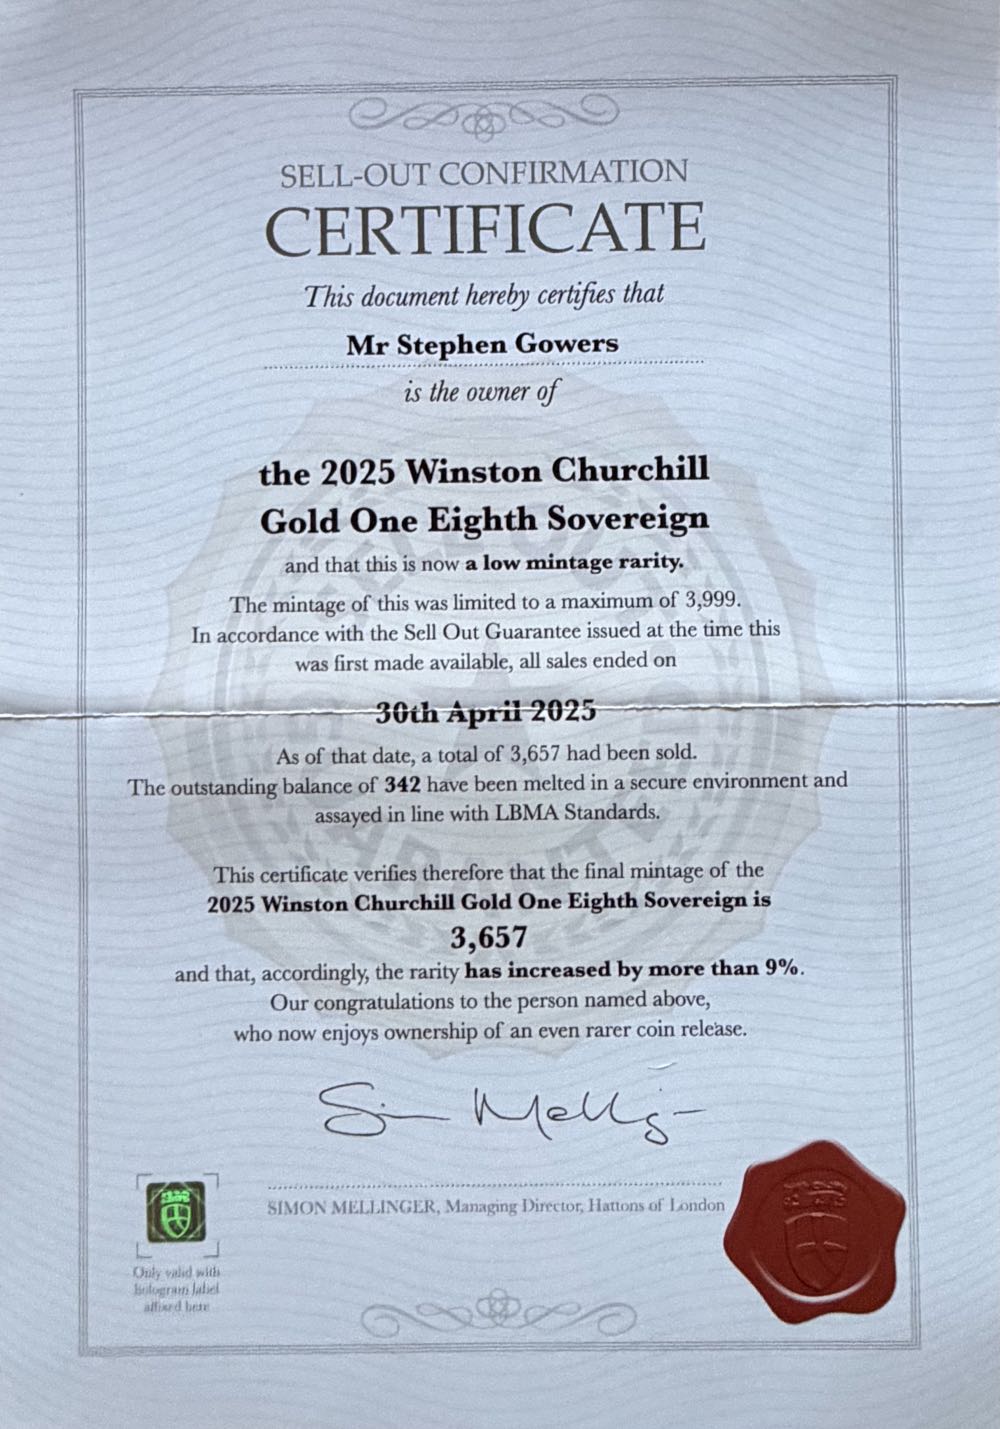 SELL-OUT CONFIRMATION
CERTIFICATE
This document hereby certifies that
Mr Stephen Gowers
is the owner of
the 2025 Winston Churchill
Gold One Eighth Sovereign
and that this is now a low mintage rarity.
The mintage of this was limited to a maximum of 3,999.
In accordance with the Sell Out Guarantee issued at the time this
was first made available, all sales ended on
30th April 2025
As of that date, a total of 3,657 had been sold.
The outstanding balance of 342 have been melted in a secure environment and
assayed in line with LBMA Standards.
This certificate verifies therefore that the final mintage of the
2025 Winston Churchill Gold One Eighth Sovereign is
3,657
and that, accordingly, the rarity has increased by more than 9%.
Our congratulations to the person named above,
who now enjoys ownership of an even rarer coin release.
SIMON MELLINGER, Managing Director, Hattons of London
Only valid with
hologram label
affixed here